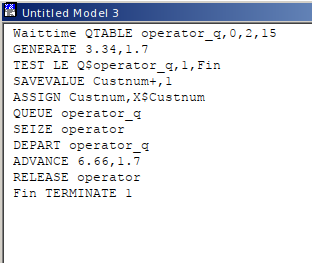 Untitled Model 3
Waittime QTABLE operator_q,0,2,15
GENERATE 3.34,1.7
TEST LE Q$operator_q,1,Fin
SAVEVALUE Custnum+,1
ASSIGN Custnum,X$Custnum
QUEUE operator_q
SEIZE operator
DEPART operator_q
ADVANCE 6.66,1.7
RELEASE operator
Fin TERMINATE 1